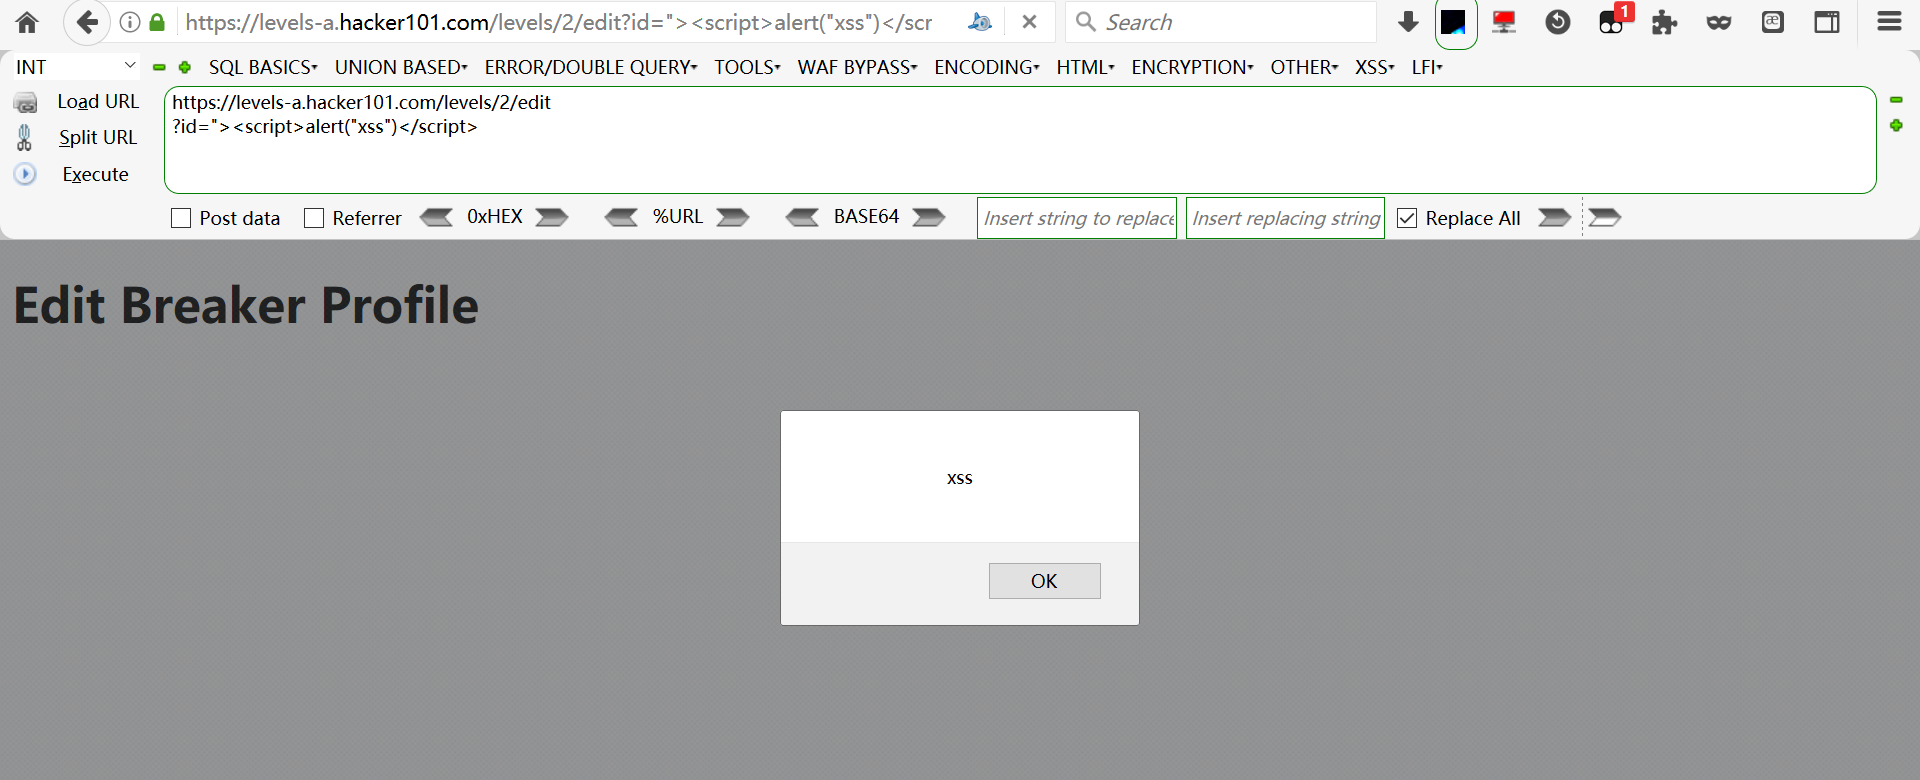 https://levels-a.hacker101.com/levels/2/edit?id="><script>alert("xss")</scr
Search
1
æ
INT
SQL BASICS
UNION BASED
ERROR/DOUBLE QUERY
TOOLS
WAF BYPASS
ENCODING
HTML
ENCRYPTION
OTHER
XSS
LFI
Load URL
Split URL
Execute
https://levels-a.hacker101.com/levels/2/edit
?id="><script>alert("xss")</script>
Post data
Referrer
0xHEX
%URL
BASE64
Insert string to replace
Insert replacing string
Replace All
Edit Breaker Profile
xss
OK